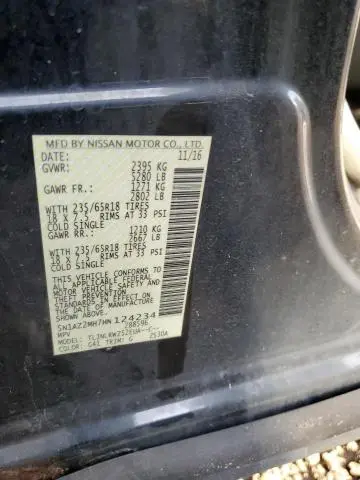 MFD BY NISSAN MOTOR CO., LTD.
DATE: 11/16
GVWR: 2395 KG
5280 LB
GAWR FR.: 1271 KG
2802 LB
WITH 235/65R18 TIRES
18 X 7.5 RIMS AT 33 PSI
COLD SINGLE
GAWR RR.: 1210 KG
2667 LB
WITH 235/65R18 TIRES
18 X 7.5 RIMS AT 33 PSI
COLD SINGLE
THIS VEHICLE CONFORMS TO
ALL APPLICABLE FEDERAL
MOTOR VEHICLE SAFETY
AND THEFT PREVENTION
STANDARDS IN EFFECT ON
THE DATE OF MANUFACTURE
SHOWN ABOVE.
5N1AZ2MH7HN124234
MPV 288596
MODEL:
COLOR: G41 TRIM: G 2530A